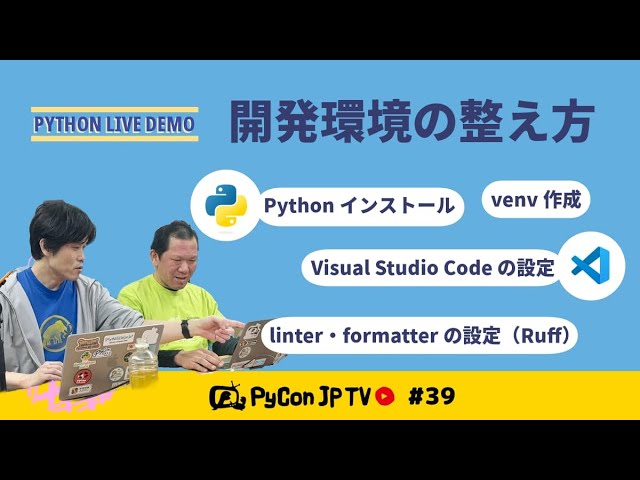 PYTHON LIVE DEMO
開発環境の整え方
Python インストール
venv 作成
Visual Studio Code の設定
linter・formatter の設定（Ruff）
PyCon JP TV #39